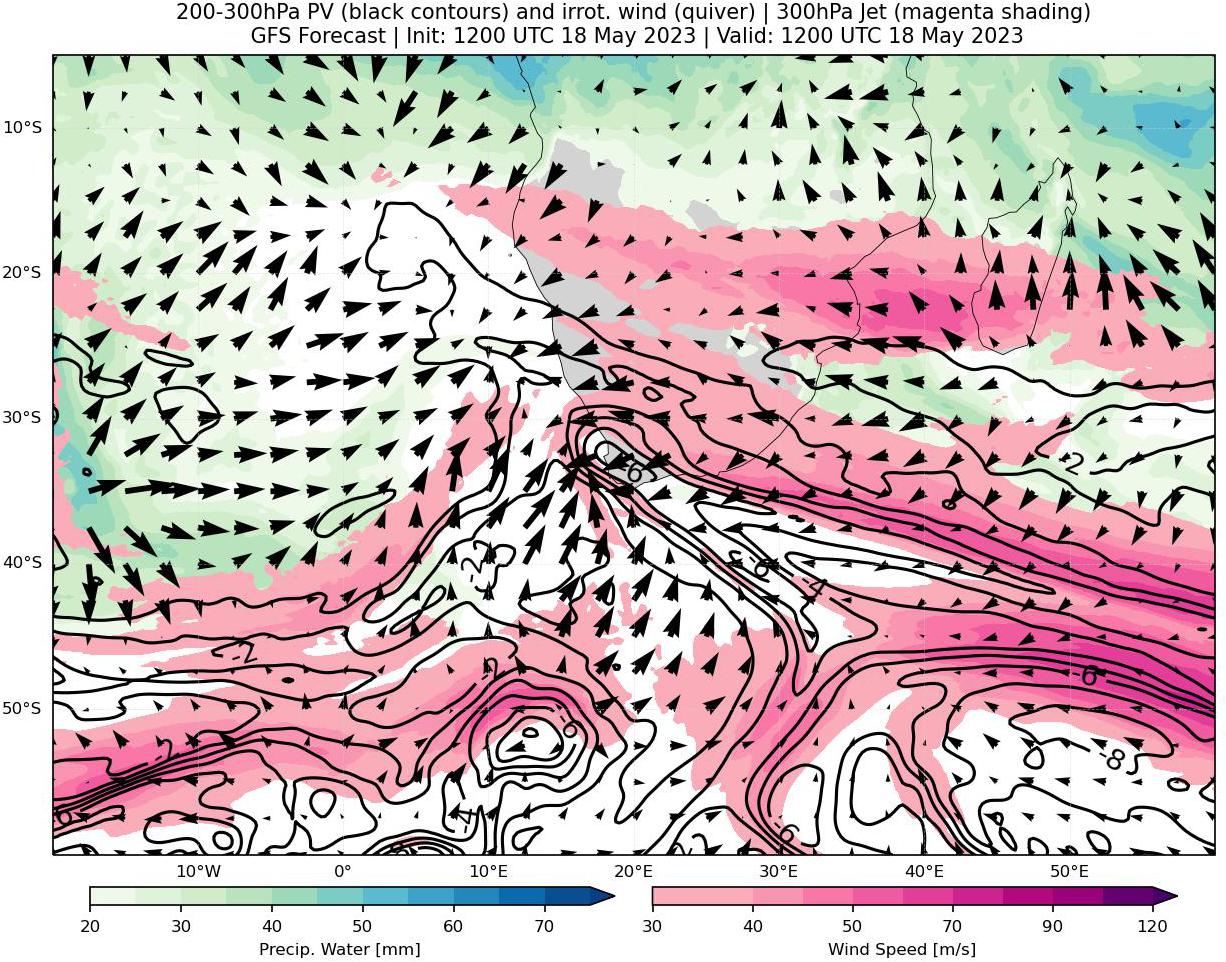 200-300hPa PV (black contours) and irrot. wind (quiver) | 300hPa Jet (magenta shading)
GFS Forecast | Init: 1200 UTC 18 May 2023 | Valid: 1200 UTC 18 May 2023
10°S
20°S
30°S
40°S
50°S
-2
-6
-2
-6
-4
-2
-2
-6
-6
-2
-8
-4
-6
10°W 0° 10°E 20°E 30°E 40°E 50°E
20 30 40 50 60 70
Precip. Water [mm]
30 40 50 70 90 120
Wind Speed [m/s]